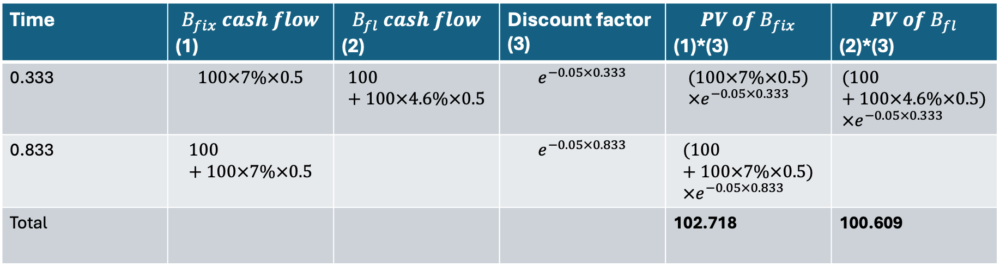 Time
B_fix cash flow
(1)
B_fl cash flow
(2)
Discount factor
(3)
PV of B_fix
(1)*(3)
PV of B_fl
(2)*(3)
0.333
100×7%×0.5
100
+ 100×4.6%×0.5
e^−0.05×0.333
(100×7%×0.5)
×e^−0.05×0.333
(100
+ 100×4.6%×0.5)
×e^−0.05×0.333
0.833
100
+ 100×7%×0.5
e^−0.05×0.833
(100
+ 100×7%×0.5)
×e^−0.05×0.833
Total
102.718
100.609